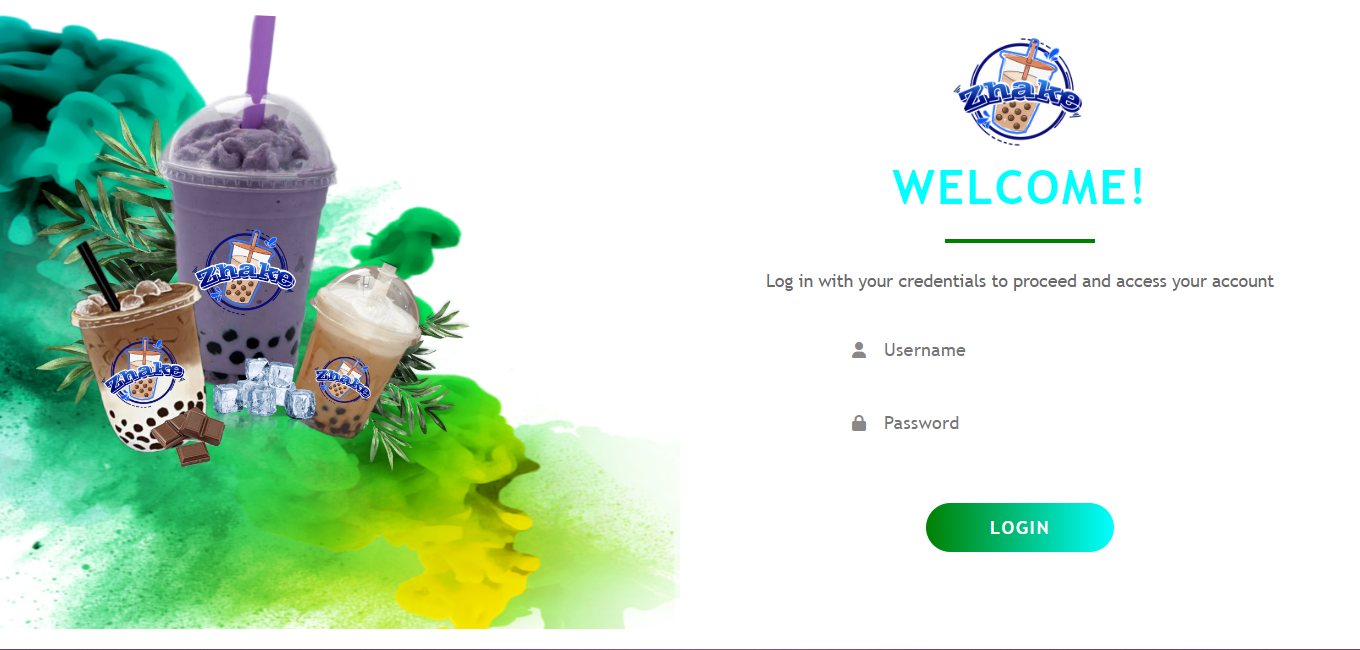 Zhake
Zhake
Zhake
Zhake
WELCOME!
Log in with your credentials to proceed and access your account
Username
Password
LOGIN